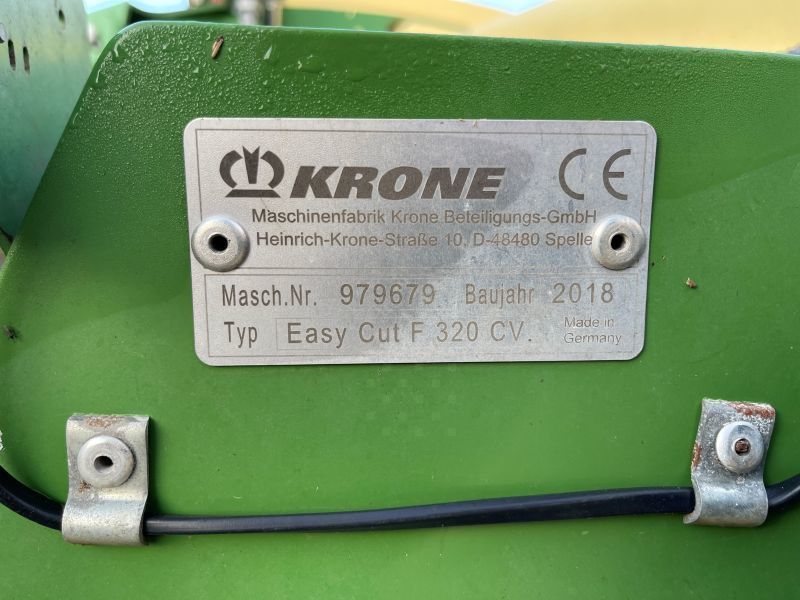 KRONE CE
Maschinenfabrik Krone Beteiligungs-GmbH
Heinrich-Krone-Straße 10, D-48480 Spelle
Masch.Nr. 979679 Baujahr 2018
Typ Easy Cut F 320 CV. Made in
Germany